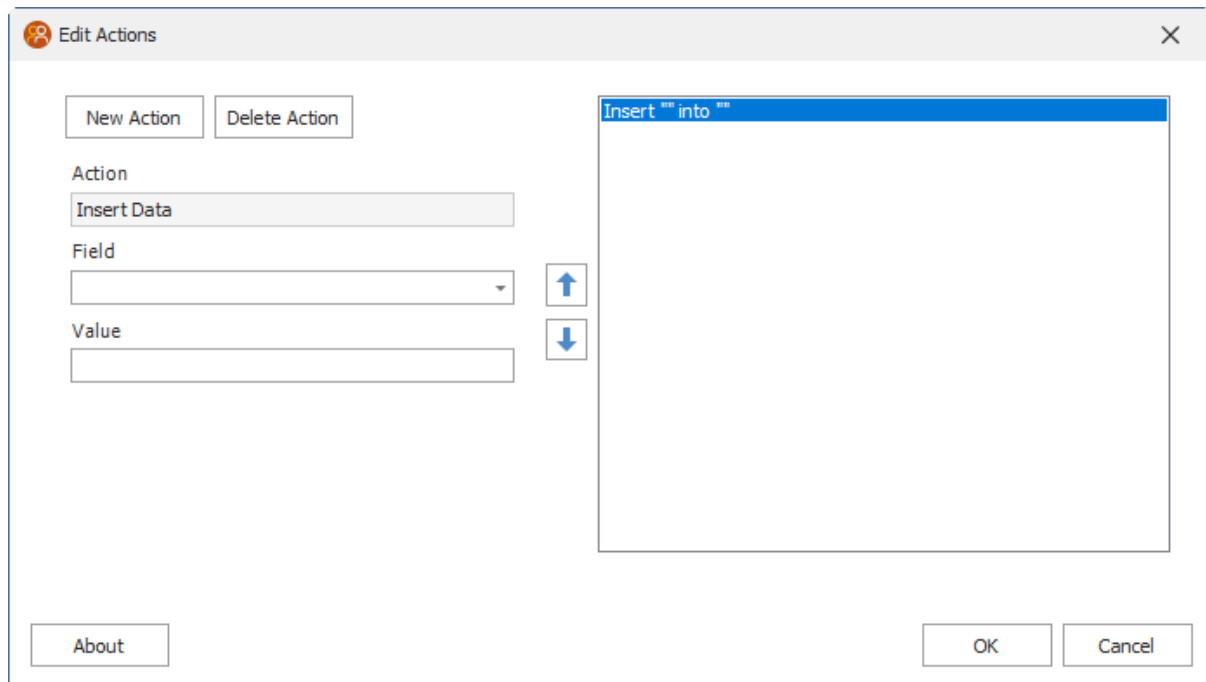 Edit Actions
New Action
Delete Action
Insert "" into ""
Action
Insert Data
Field
Value
About
OK
Cancel